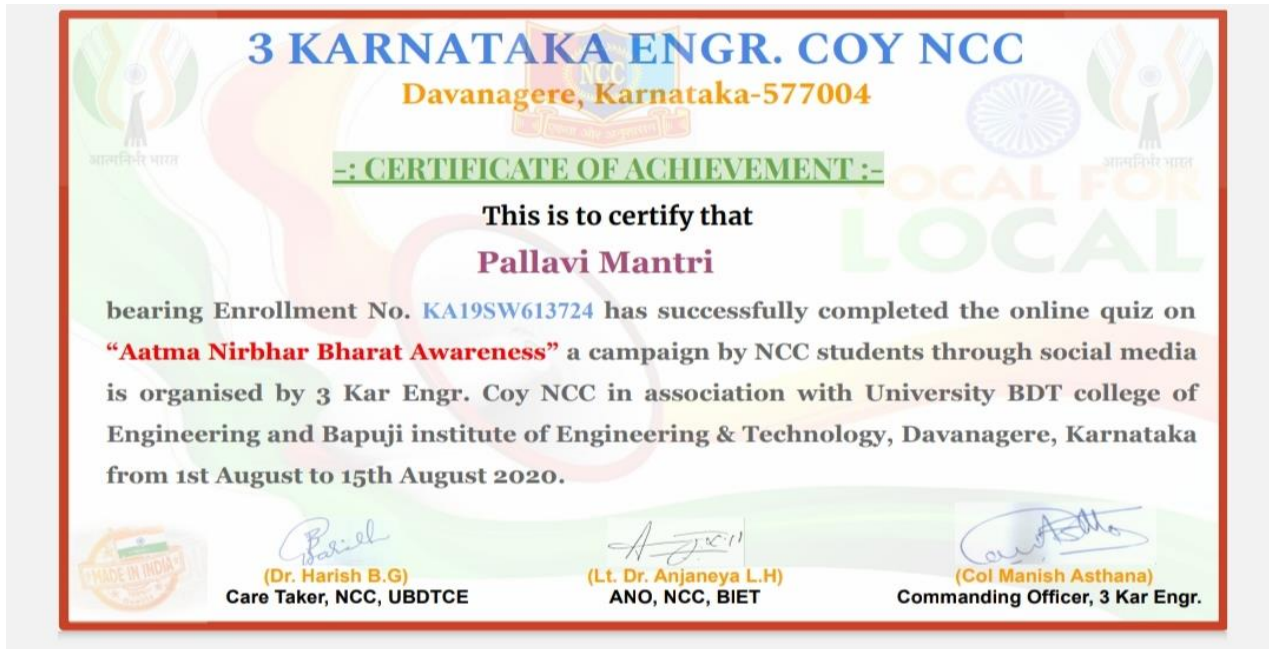 3 KARNATAKA ENGR. COY NCC
NCC
Davanagere, Karnataka-577004
एकता और अनुशासन
आत्मनिर्भर भारत
आत्मनिर्भर भारत
-: CERTIFICATE OF ACHIEVEMENT :-
VOCAL FOR
LOCAL
This is to certify that
Pallavi Mantri
bearing Enrollment No. KA19SW613724 has successfully completed the online quiz on
“Aatma Nirbhar Bharat Awareness” a campaign by NCC students through social media
is organised by 3 Kar Engr. Coy NCC in association with University BDT college of
Engineering and Bapuji institute of Engineering & Technology, Davanagere, Karnataka
from 1st August to 15th August 2020.
MADE IN INDIA
(Dr. Harish B.G)
Care Taker, NCC, UBDTCE
(Lt. Dr. Anjaneya L.H)
ANO, NCC, BIET
(Col Manish Asthana)
Commanding Officer, 3 Kar Engr.